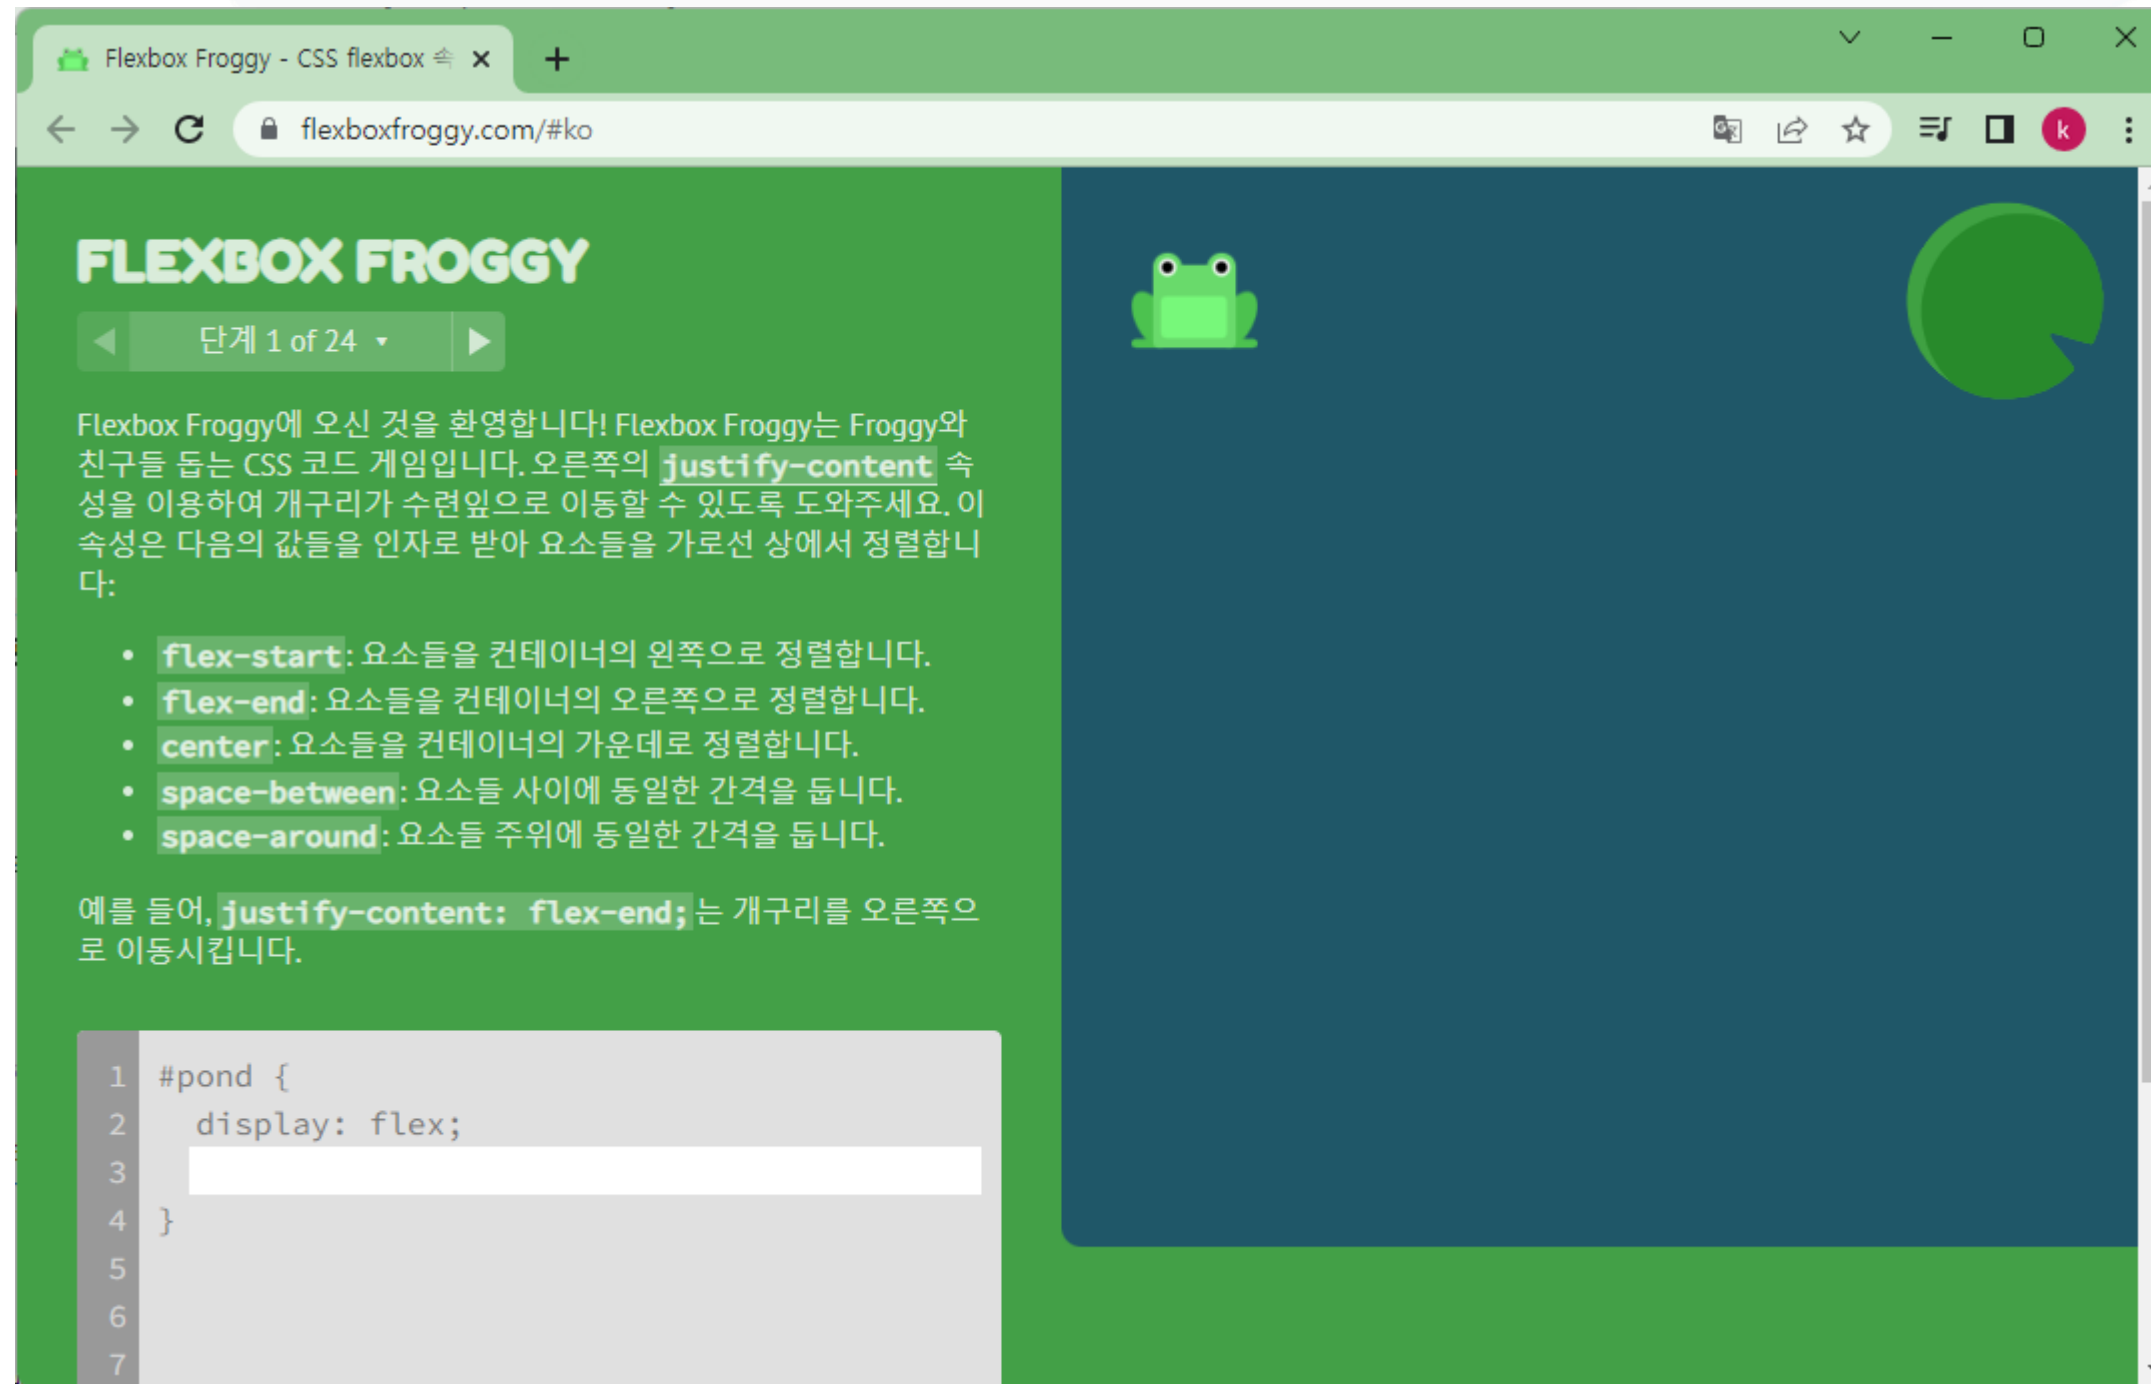 Flexbox Froggy - CSS flexbox 속
flexboxfroggy.com/#ko
k
FLEXBOX FROGGY
단계 1 of 24
Flexbox Froggy에 오신 것을 환영합니다! Flexbox Froggy는 Froggy와
친구들 돕는 CSS 코드 게임입니다. 오른쪽의 justify-content 속
성을 이용하여 개구리가 수련잎으로 이동할 수 있도록 도와주세요. 이
속성은 다음의 값들을 인자로 받아 요소들을 가로선 상에서 정렬합니
다:
• flex-start: 요소들을 컨테이너의 왼쪽으로 정렬합니다.
• flex-end: 요소들을 컨테이너의 오른쪽으로 정렬합니다.
• center: 요소들을 컨테이너의 가운데로 정렬합니다.
• space-between: 요소들 사이에 동일한 간격을 둡니다.
• space-around: 요소들 주위에 동일한 간격을 둡니다.
예를 들어, justify-content: flex-end;는 개구리를 오른쪽으
로 이동시킵니다.
1 #pond {
2 display: flex;
3
4 }
5
6
7